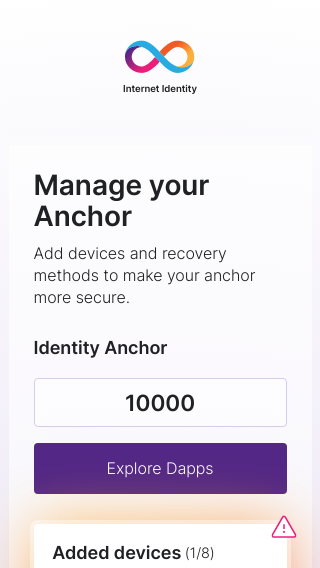 Internet Identity
Manage your
Anchor
Add devices and recovery
methods to make your anchor
more secure.
Identity Anchor
10000
Explore Dapps
Added devices (1/8)